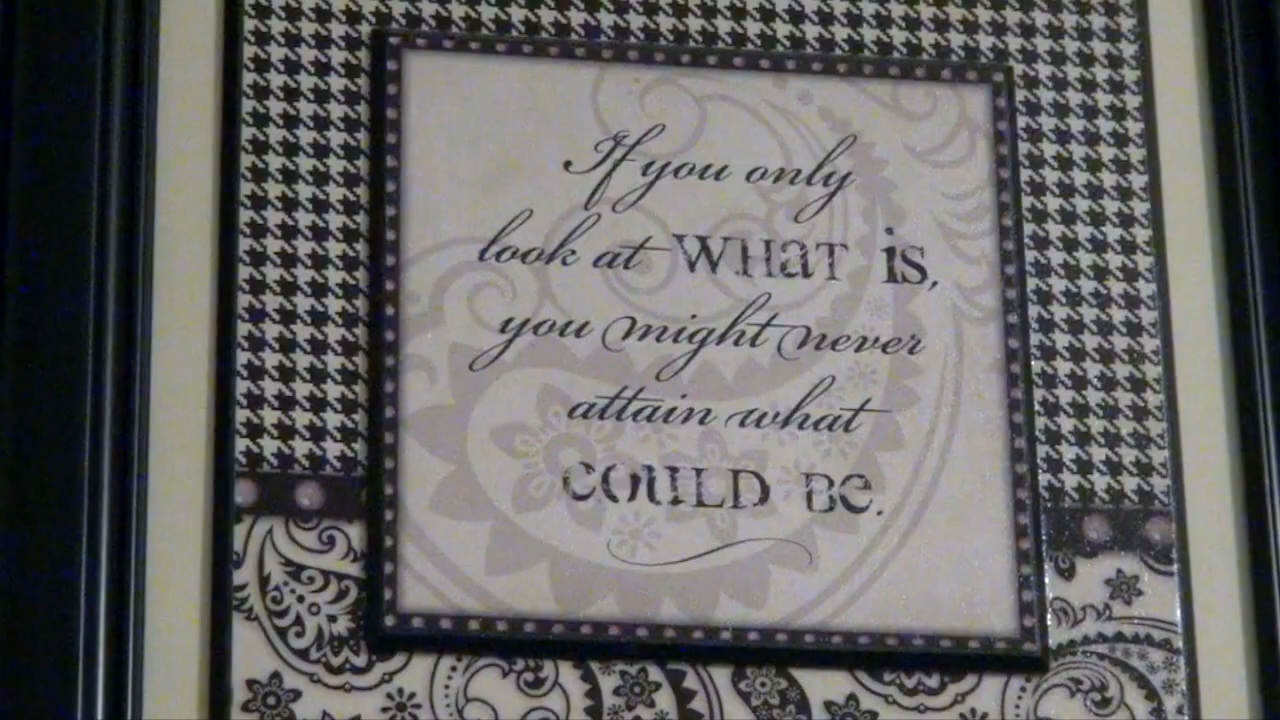 If you only
look at WHaT is,
you might never
attain what
COULD BE.